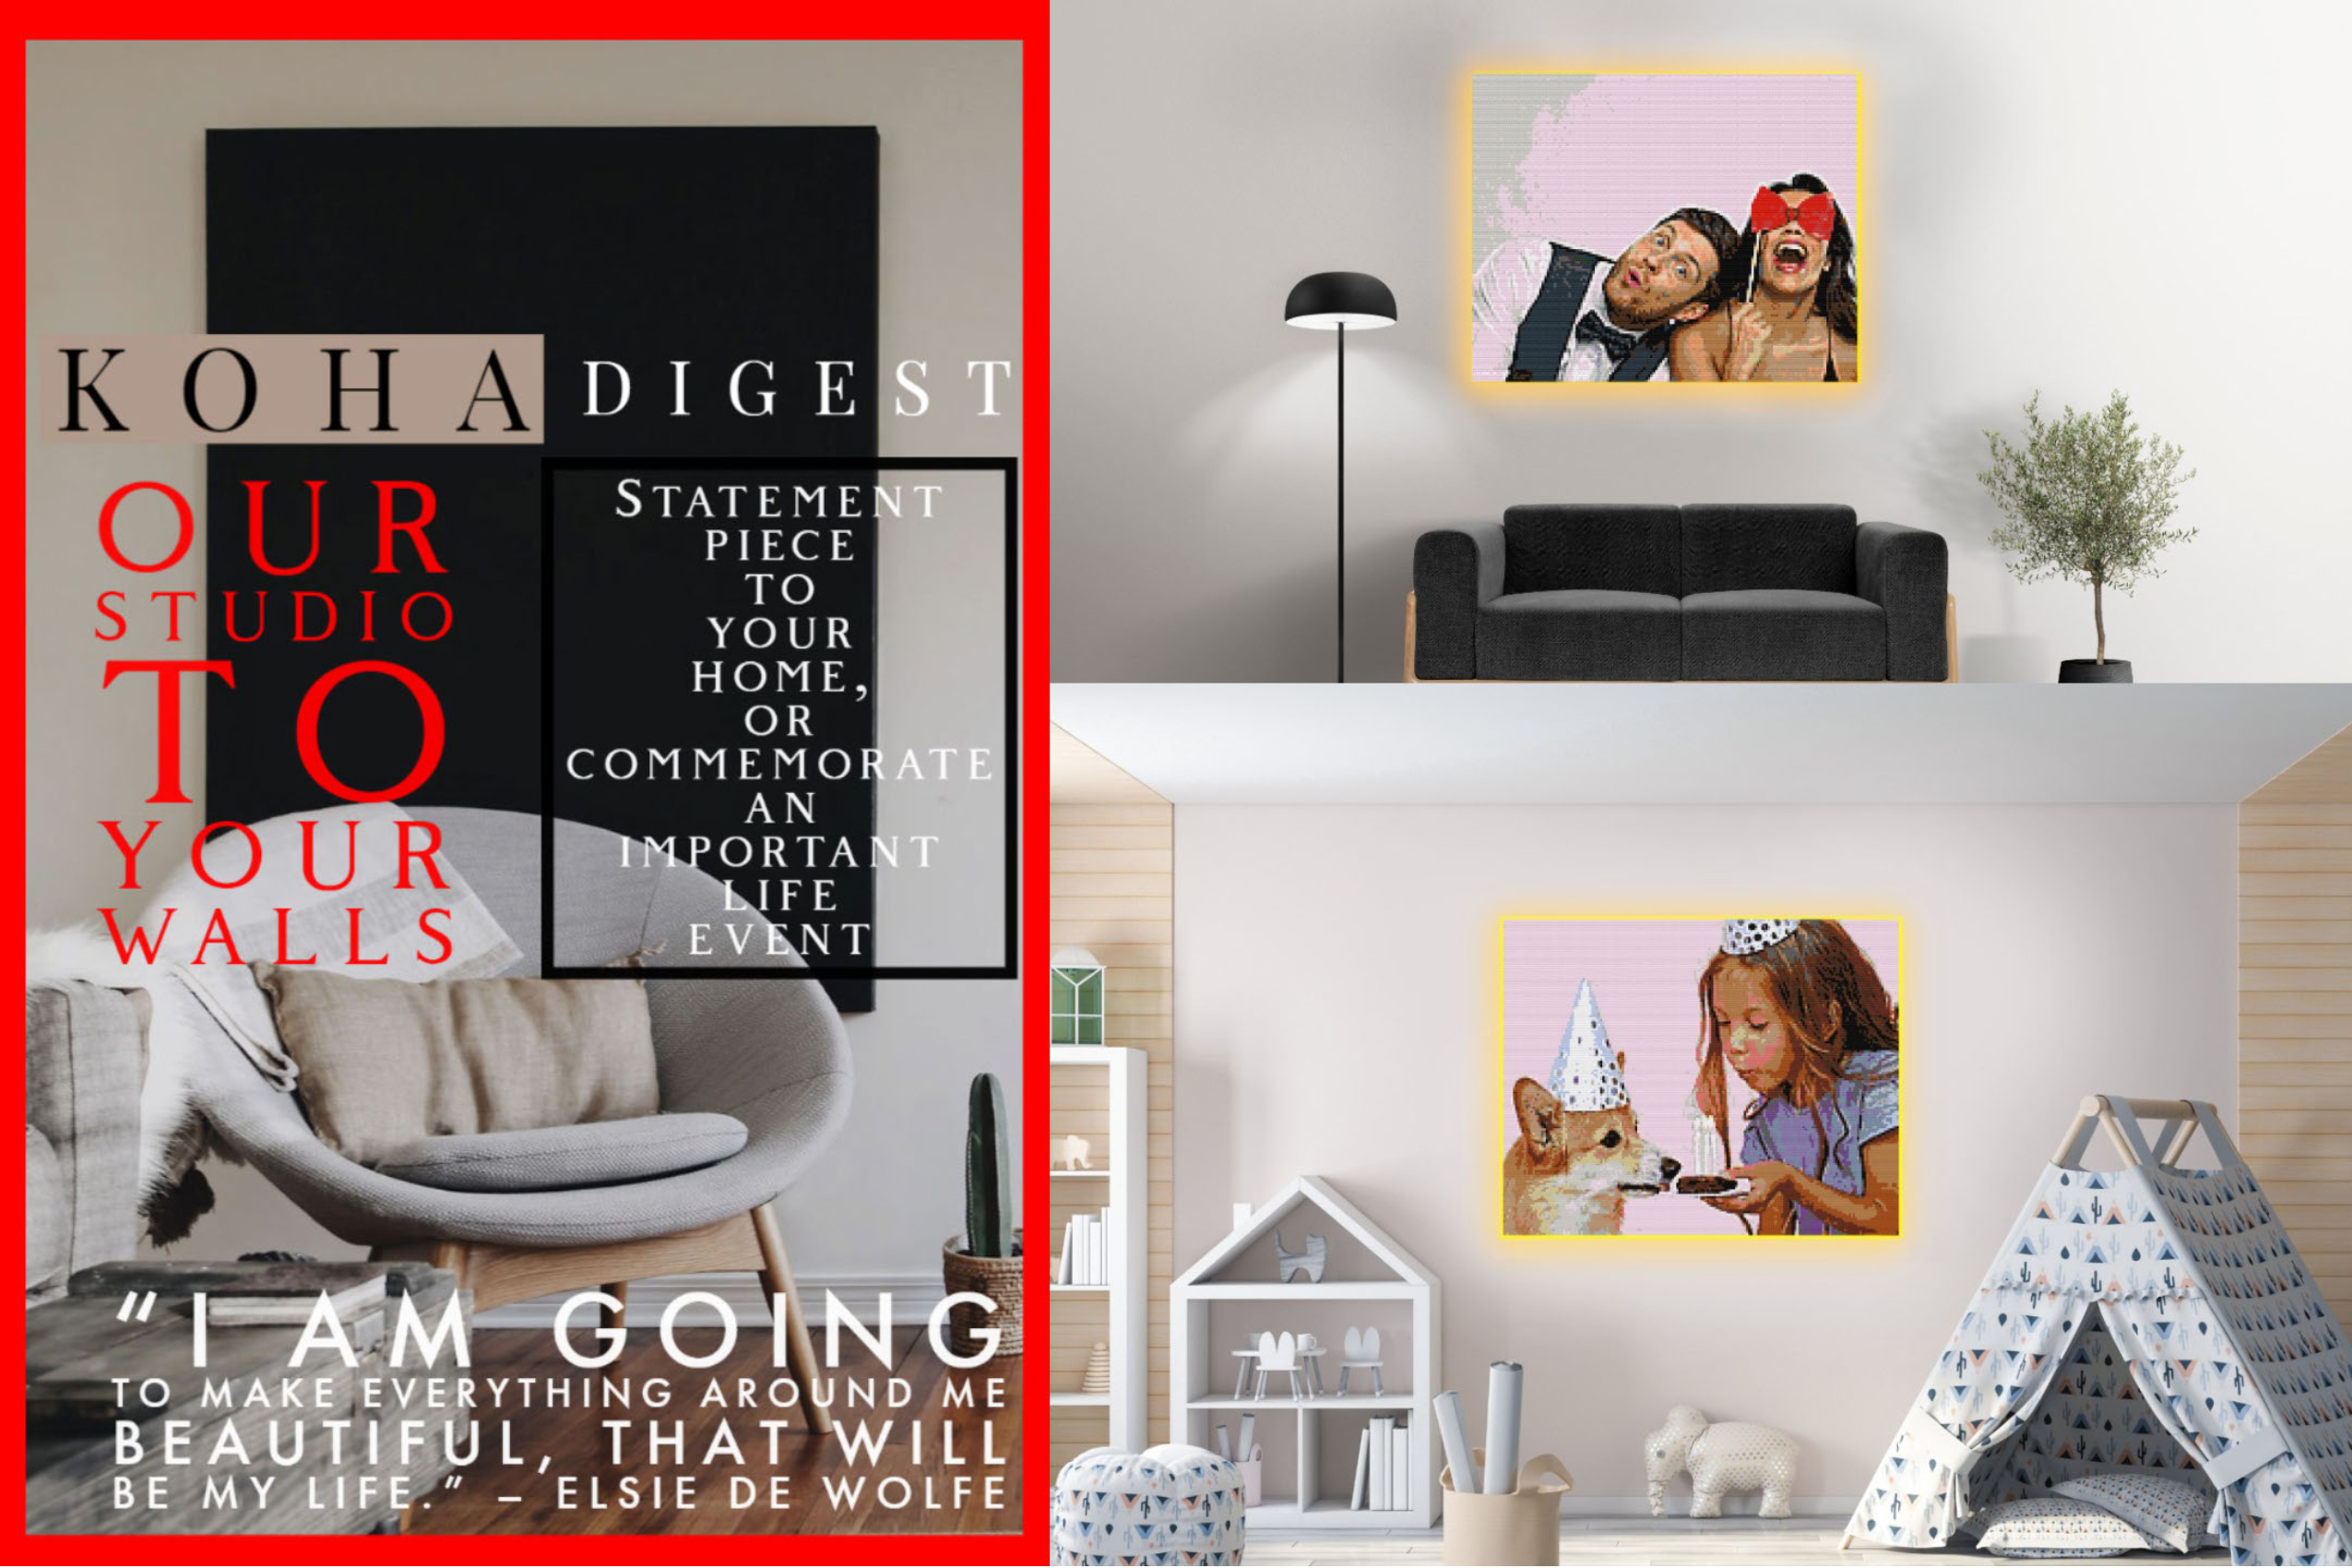 KOHA DIGEST
OUR
STUDIO
TO
YOUR
WALLS
STATEMENT
PIECE
TO
YOUR
HOME,
OR
COMMEMORATE
AN
IMPORTANT
LIFE
EVENT
“I AM GOING
TO MAKE EVERYTHING AROUND ME
BEAUTIFUL, THAT WILL
BE MY LIFE.” – ELSIE DE WOLFE